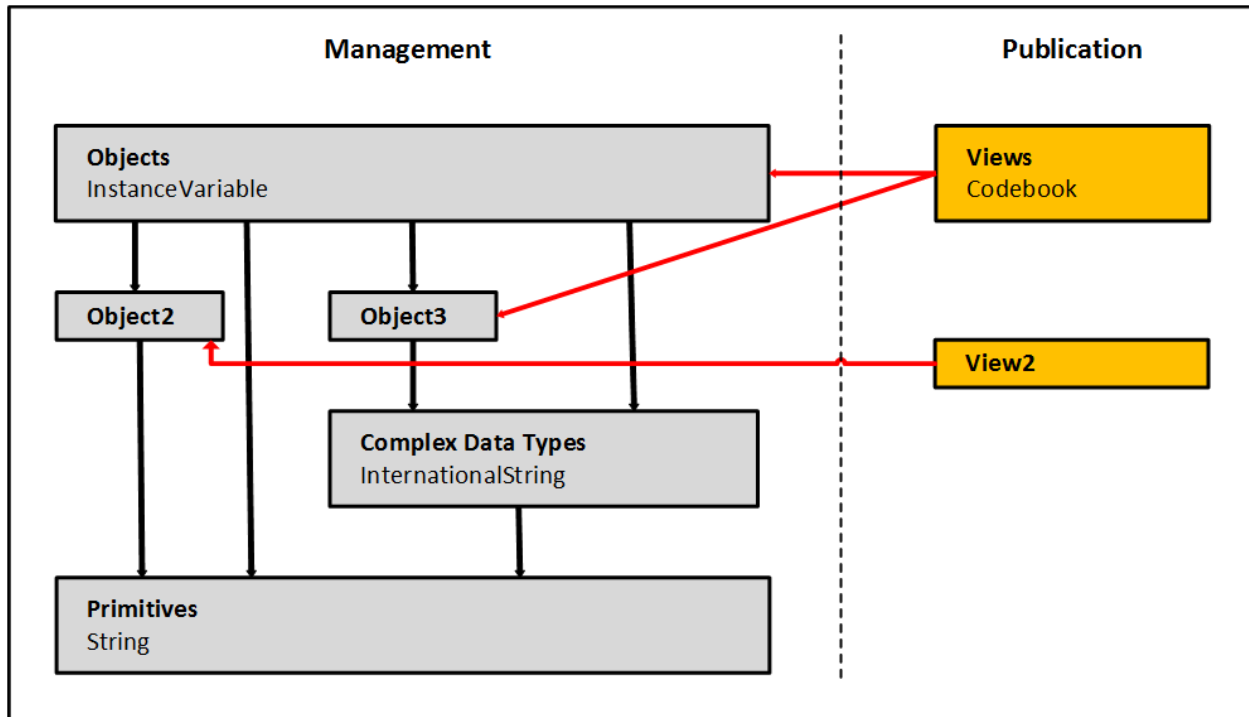 Management
Publication
Objects
InstanceVariable
Views
Codebook
Object2
Object3
View2
Complex Data Types
InternationalString
Primitives
String